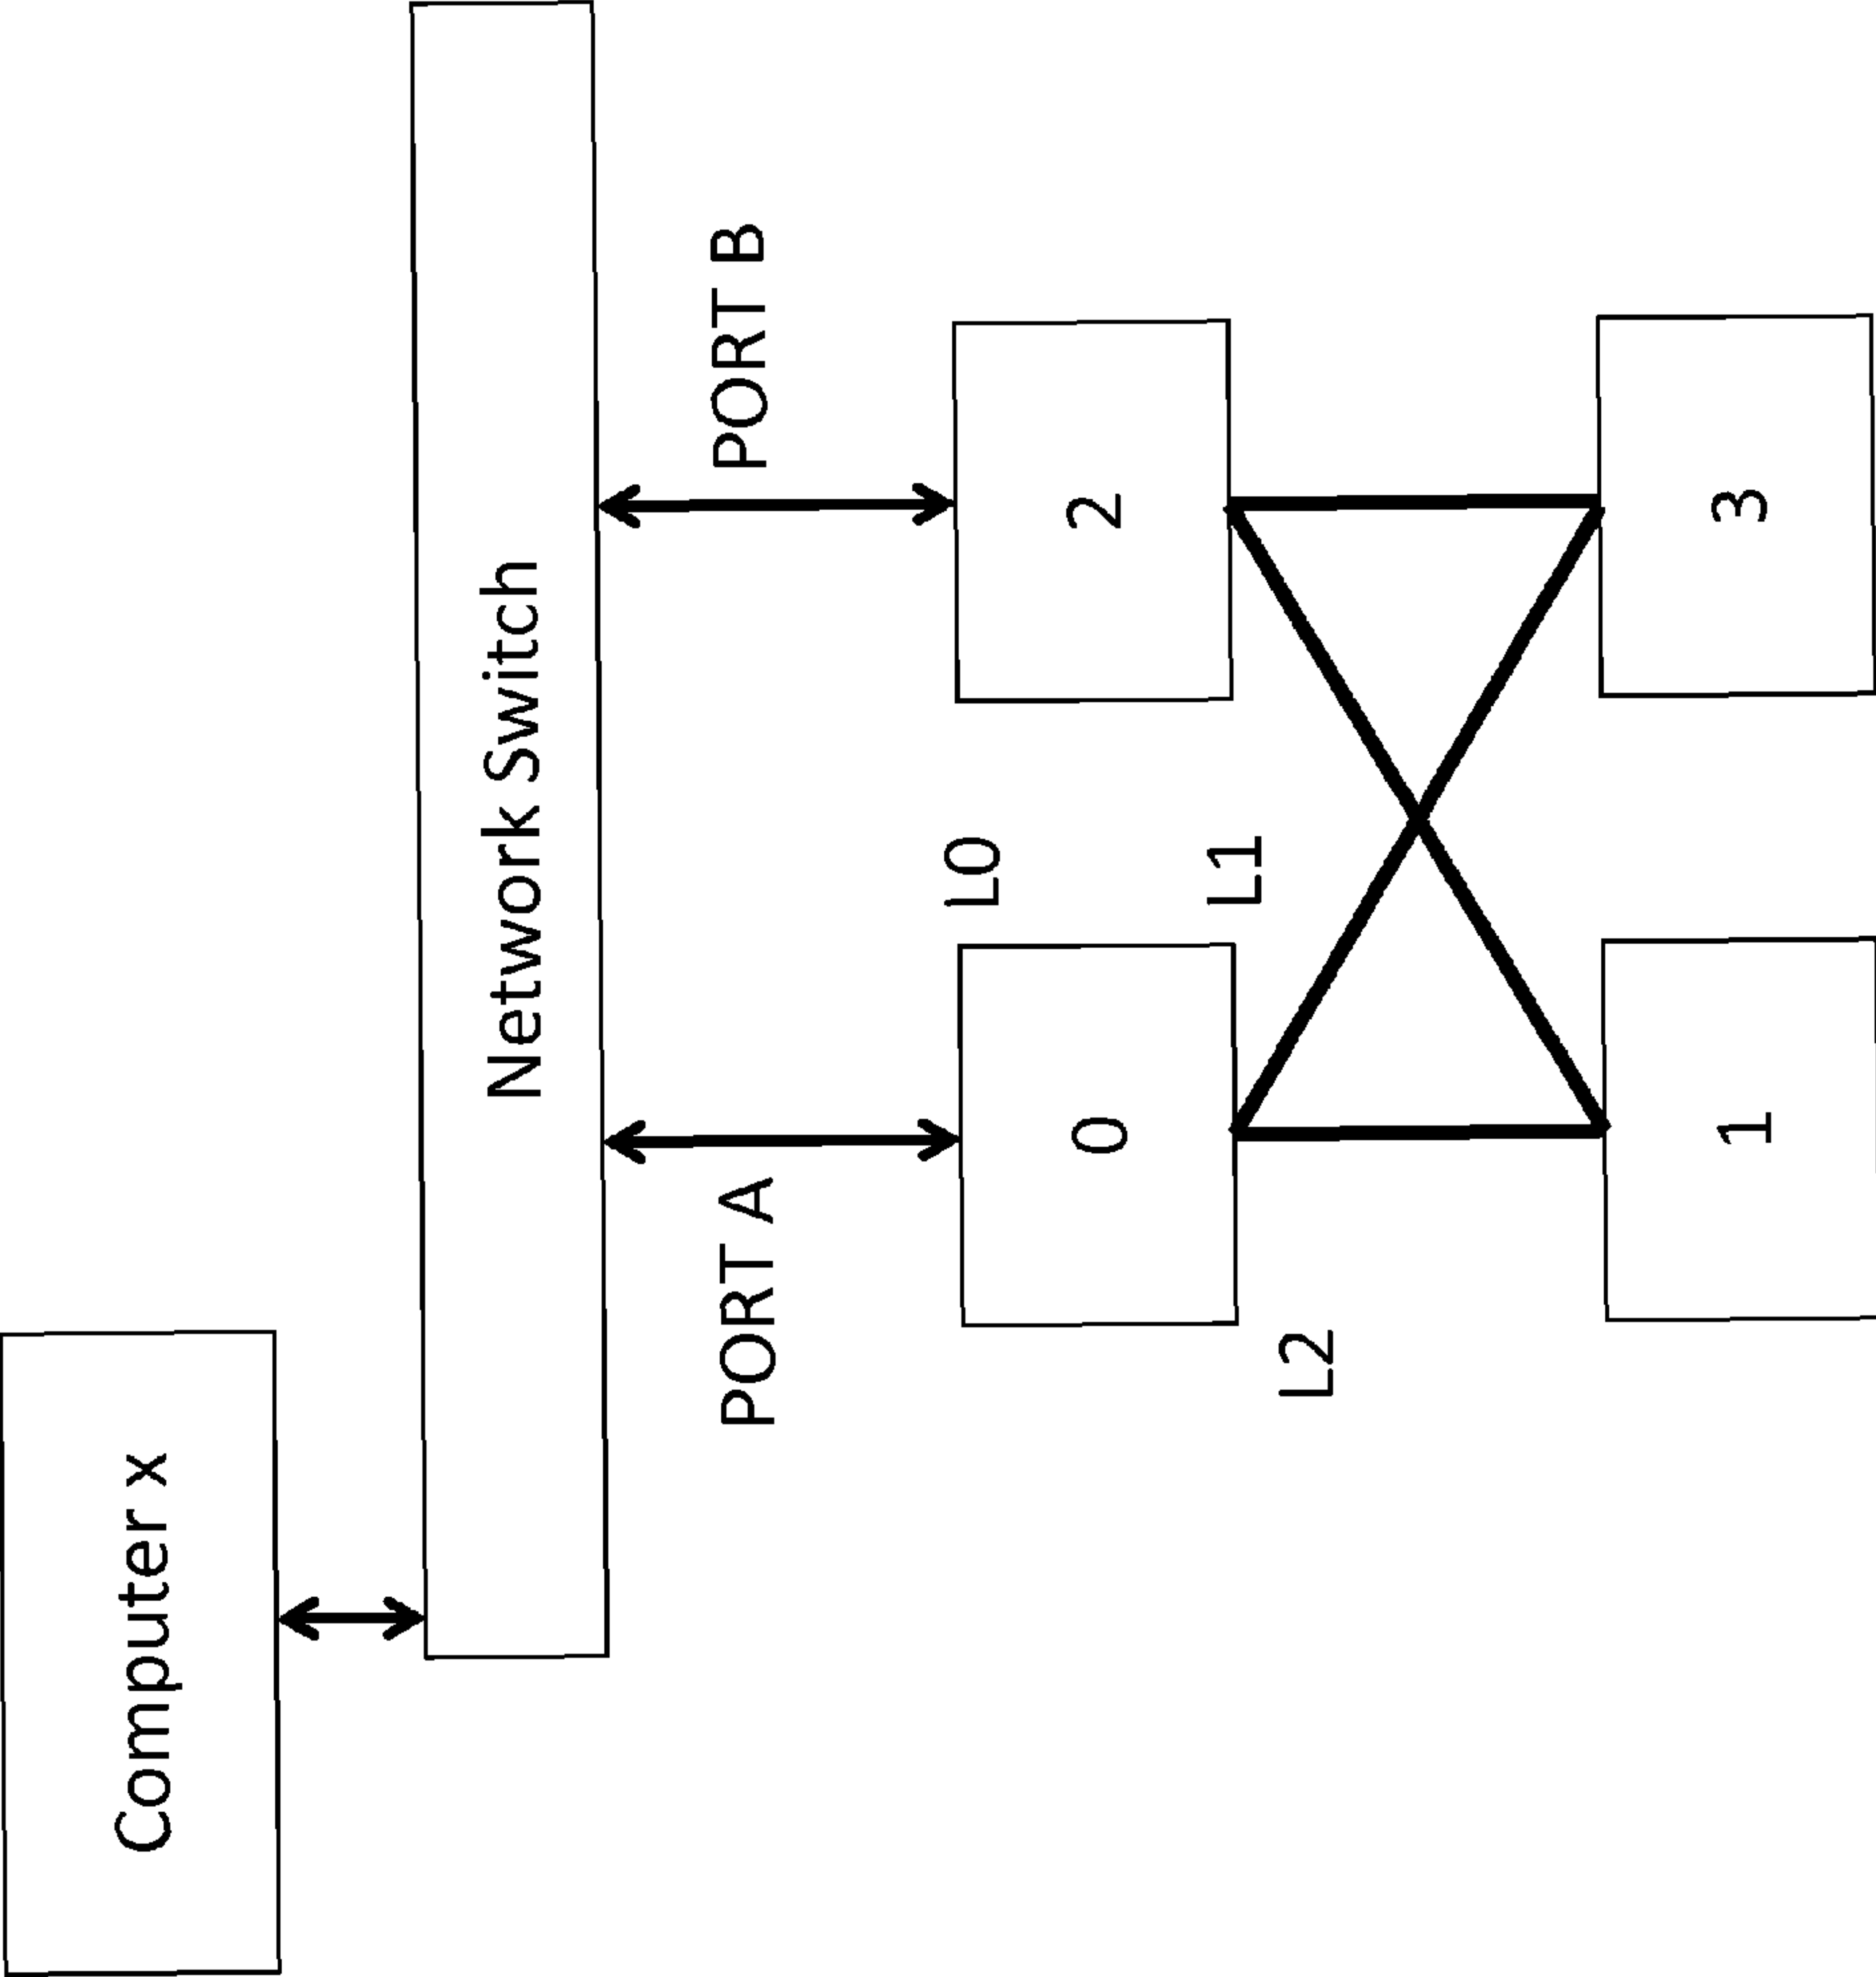 Computer x
Network Switch
PORT A
PORT B
L0
0
2
L1
L2
1
3